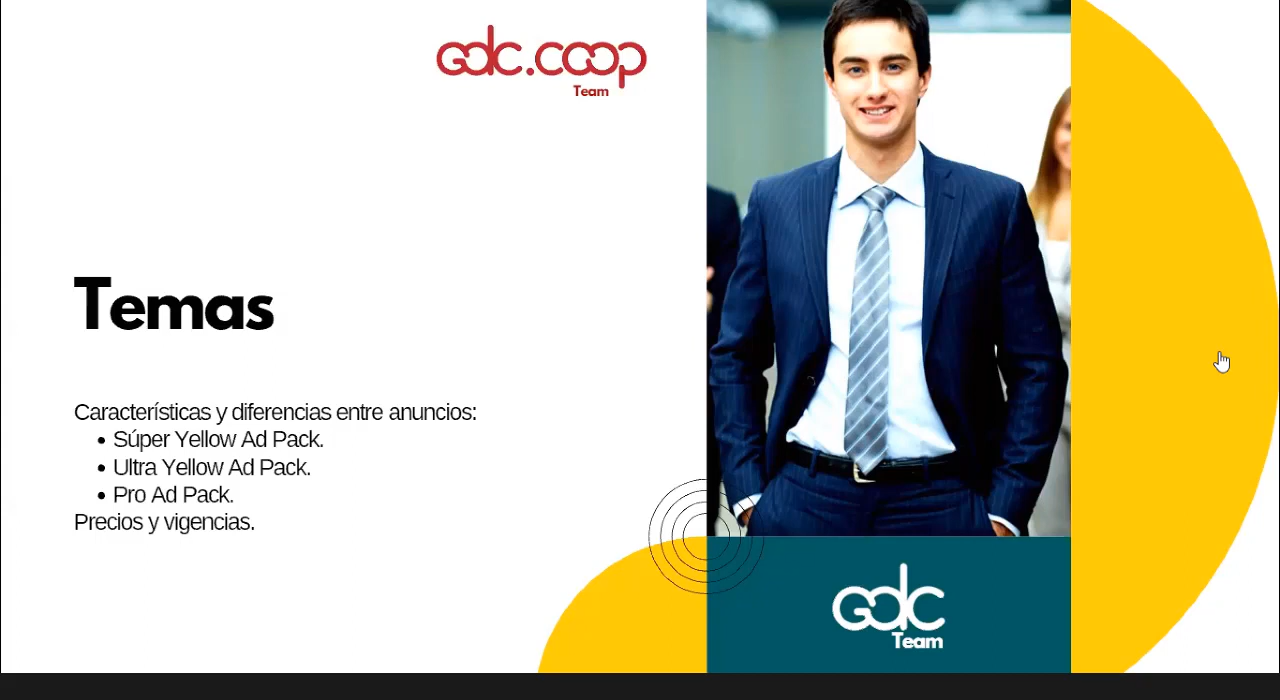 gdc.coop
Team
Temas
Características y diferencias entre anuncios:
• Súper Yellow Ad Pack.
• Ultra Yellow Ad Pack.
• Pro Ad Pack.
Precios y vigencias.
gdc
Team